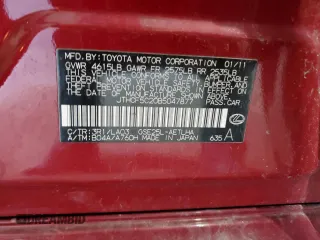 MFD. BY:TOYOTA MOTOR CORPORATION 01/11
GVWR 4615LB GAWR FR 2575LB RR 2535LB
THIS VEHICLE CONFORMS TO ALL APPLICABLE
FEDERAL MOTOR VEHICLE SAFETY, BUMPER, AND
THEFT PREVENTION STANDARDS IN EFFECT ON
THE DATE OF MANUFACTURE SHOWN ABOVE.
JTHCF5C20B5047877 PASS. CAR
C/TR: 3R1/LA03 GSE25L-AETLHA
A/TM: B04A/A760H MADE IN JAPAN 635 A